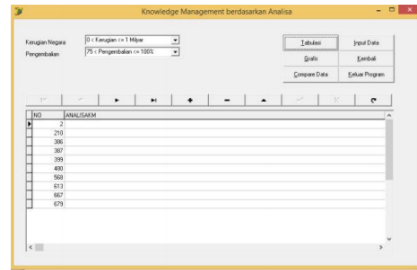 Knowledge Management berdasarkan Analisa
Kerugian Negara
0 < Kerugian <= 1 Milyar
Pengembalian
75 < Pengembalian <= 100%
Tabulasi
Input Data
Grafik
Kembali
Compare Data
Keluar Program
NO
ANALISAKM
2
210
386
387
399
480
568
613
667
679